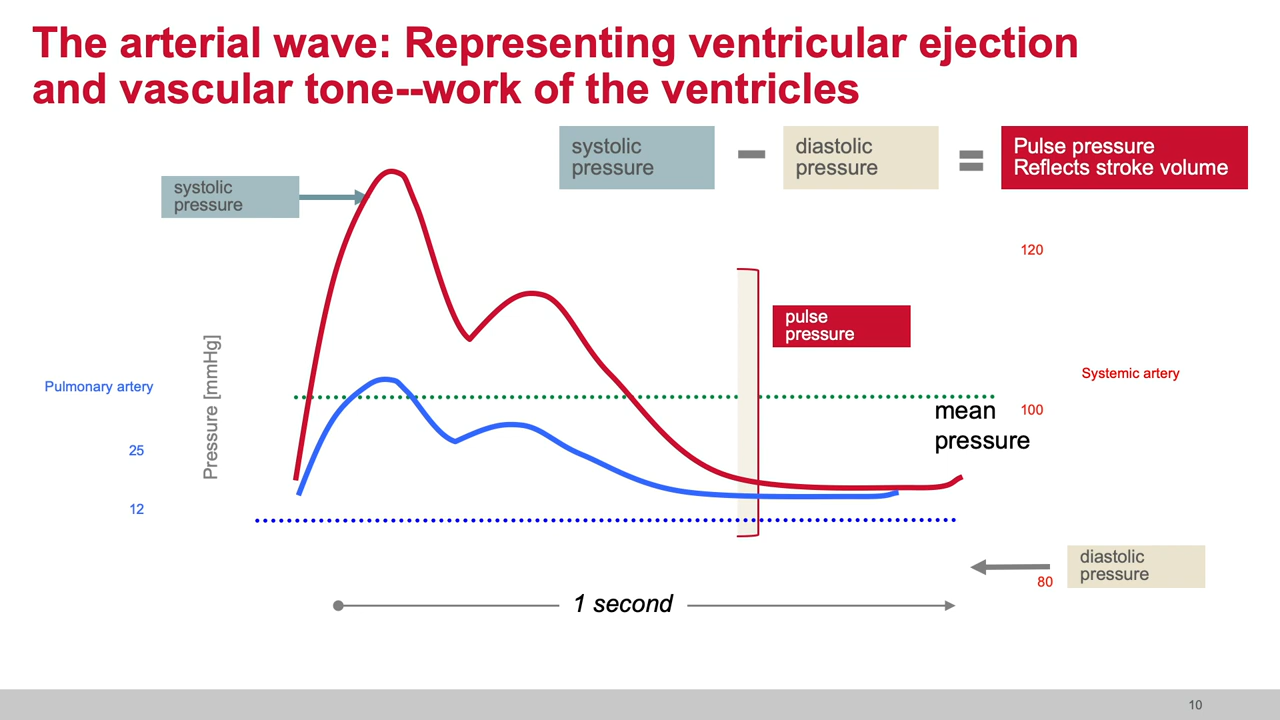 The arterial wave: Representing ventricular ejection
and vascular tone--work of the ventricles
systolic
pressure
diastolic
pressure
Pulse pressure
Reflects stroke volume
systolic
pressure
120
pulse
pressure
Pressure [mmHg]
Pulmonary artery
Systemic artery
mean
pressure
100
25
12
diastolic
pressure
80
1 second
10